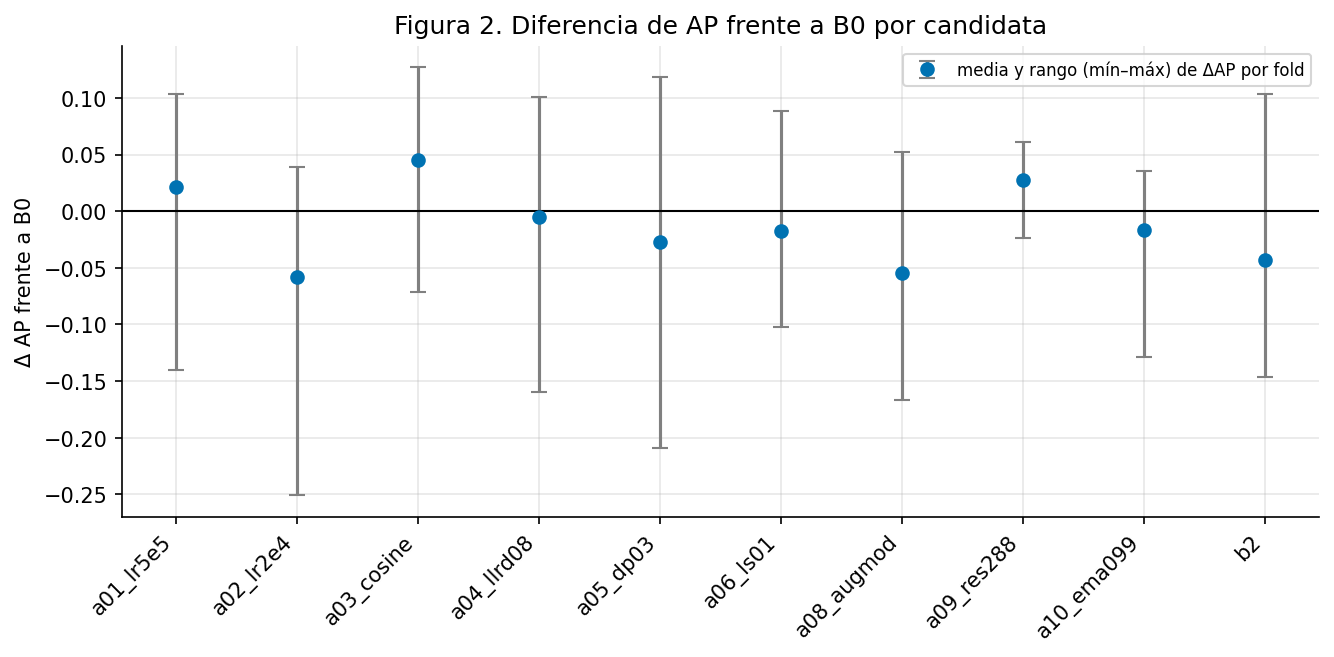 Figura 2. Diferencia de AP frente a B0 por candidata
media y rango (mín–máx) de ΔAP por fold
Δ AP frente a B0
0.10
0.05
0.00
−0.05
−0.10
−0.15
−0.20
−0.25
a01_lr5e5
a02_lr2e4
a03_cosine
a04_llrd08
a05_dp03
a06_ls01
a08_augmod
a09_res288
a10_ema099
b2